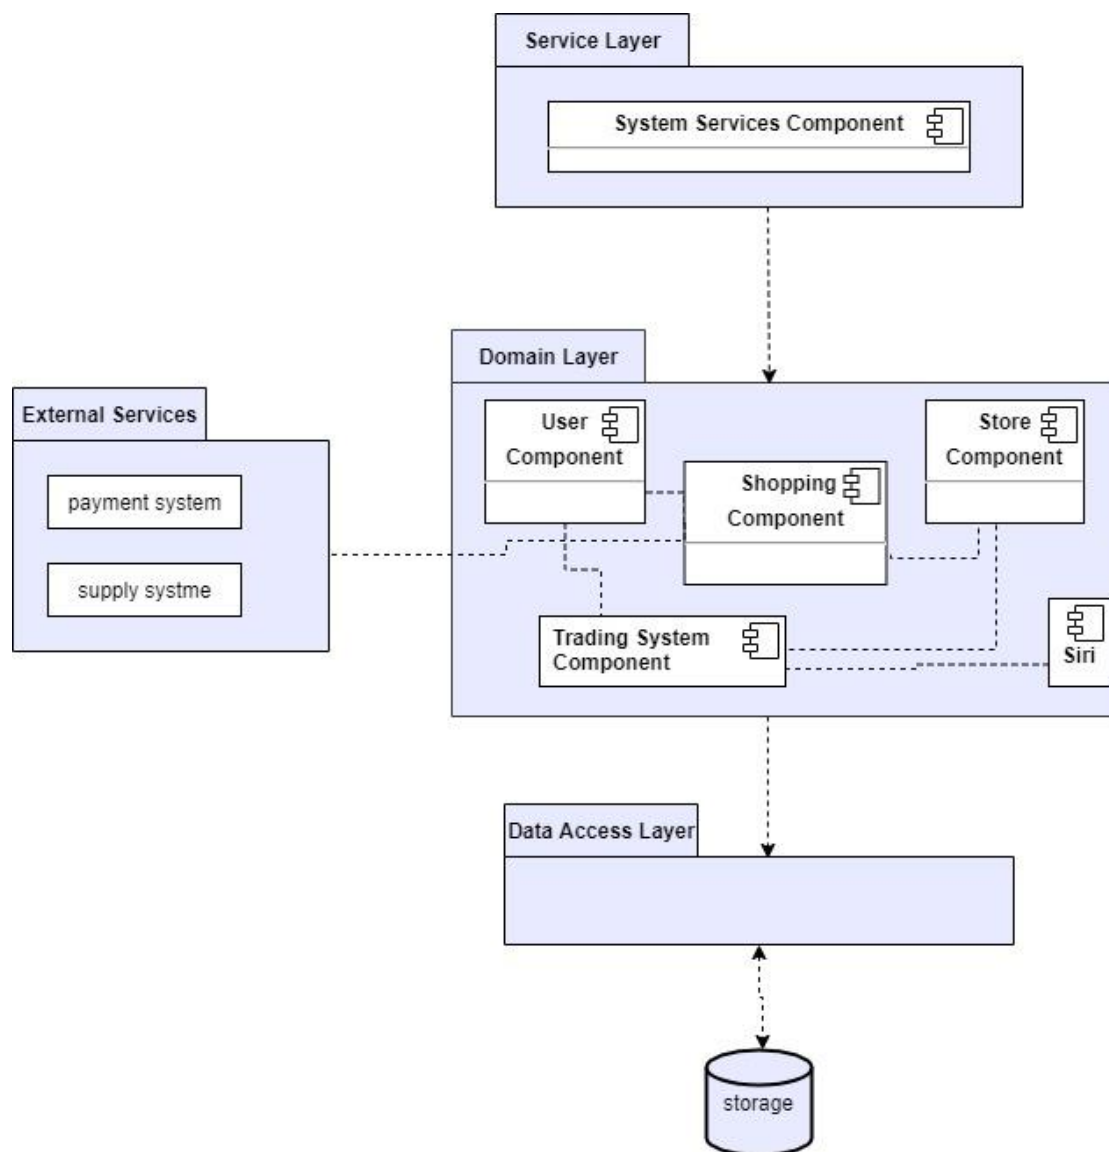 Service Layer
System Services Component
Domain Layer
External Services
payment system
supply systme
User
Component
Shopping
Component
Store
Component
Trading System
Component
Siri
Data Access Layer
storage